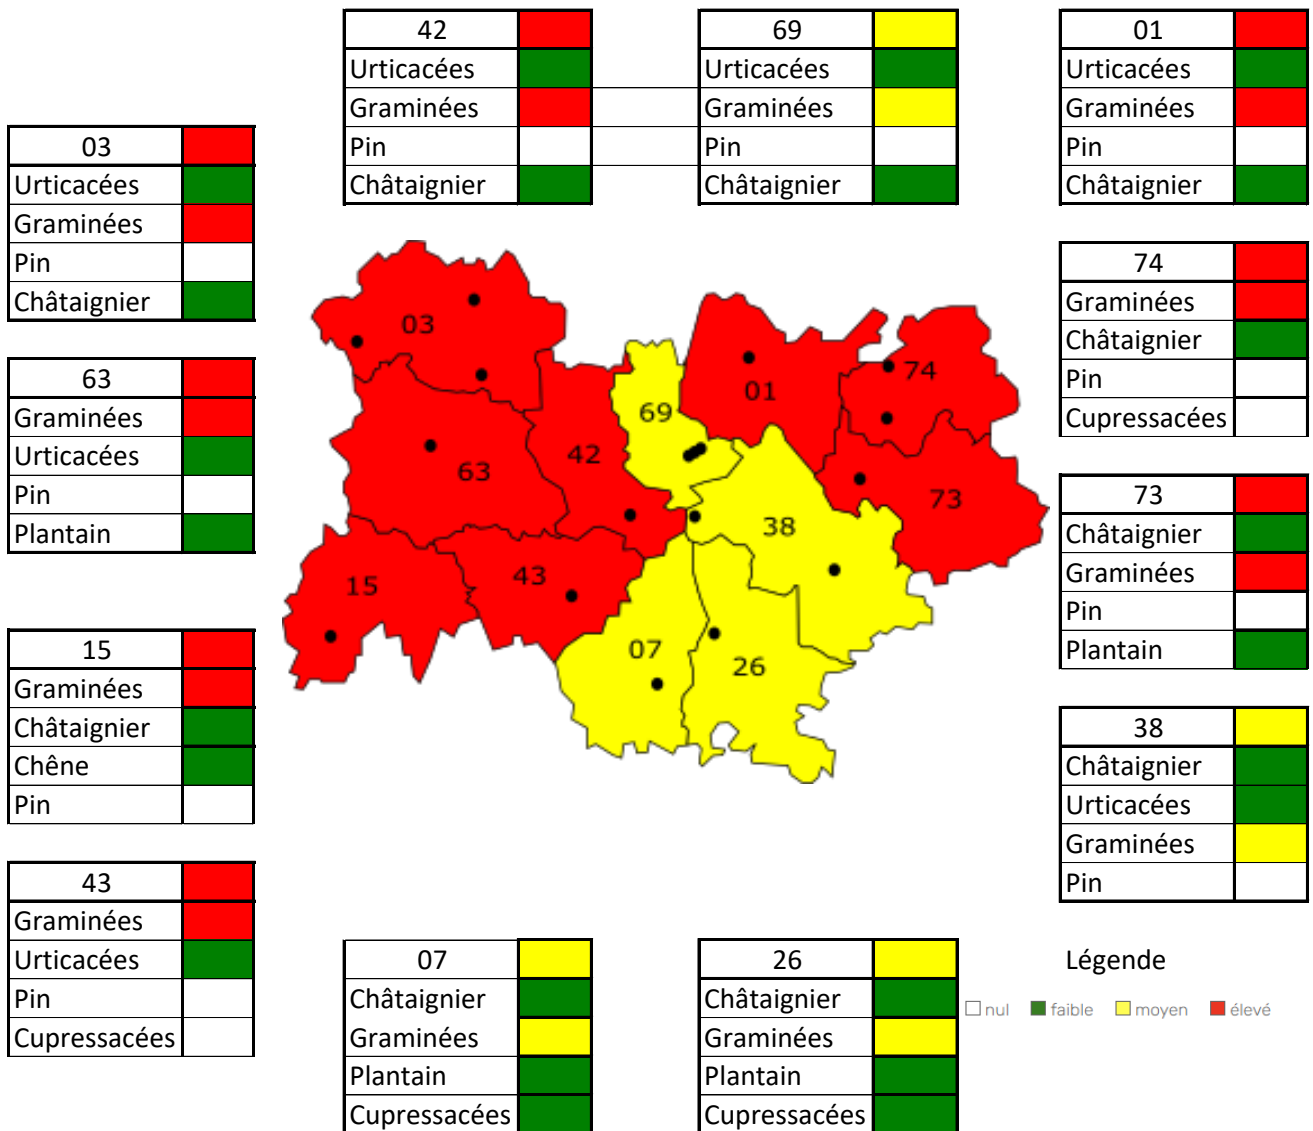 42
Urticacées
Graminées
Pin
Châtaignier
69
Urticacées
Graminées
Pin
Châtaignier
01
Urticacées
Graminées
Pin
Châtaignier
03
Urticacées
Graminées
Pin
Châtaignier
74
Graminées
Châtaignier
Pin
Cupressacées
63
Graminées
Urticacées
Pin
Plantain
03
74
01
69
42
63
73
38
15
43
07
26
73
Châtaignier
Graminées
Pin
Plantain
15
Graminées
Châtaignier
Chêne
Pin
38
Châtaignier
Urticacées
Graminées
Pin
43
Graminées
Urticacées
Pin
Cupressacées
07
Châtaignier
Graminées
Plantain
Cupressacées
26
Châtaignier
Graminées
Plantain
Cupressacées
Légende
nul faible moyen élevé